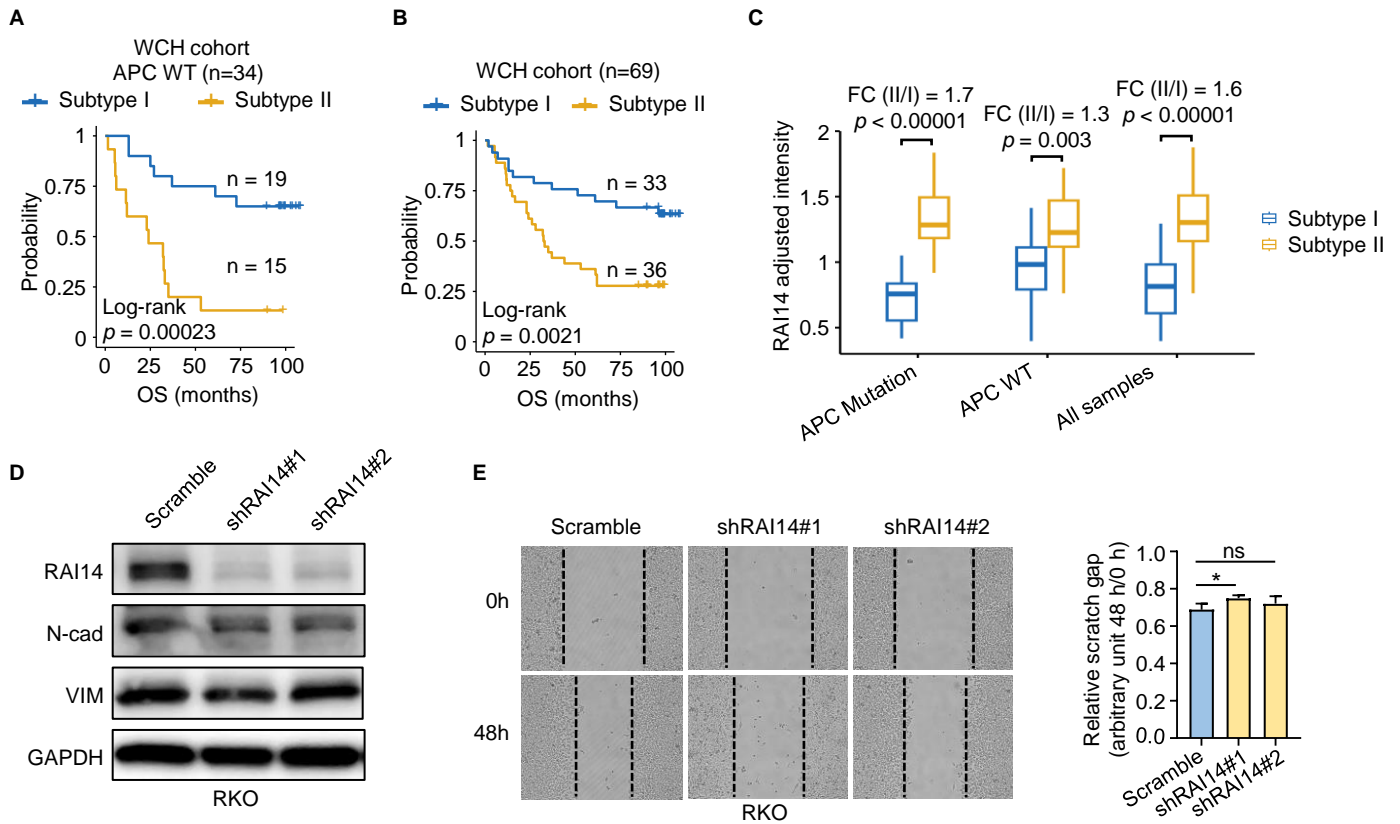 A
WCH cohort
APC WT (n=34)
Subtype I
Subtype II
Probability
1
0.75
0.5
0.25
0
n = 19
n = 15
Log-rank
p = 0.00023
0
25
50
75
100
OS (months)
B
WCH cohort (n=69)
Subtype I
Subtype II
Probability
1
0.75
0.5
0.25
0
n = 33
n = 36
Log-rank
p = 0.0021
0
25
50
75
100
OS (months)
C
FC (II/I) = 1.7
p < 0.00001
FC (II/I) = 1.3
p = 0.003
FC (II/I) = 1.6
p < 0.00001
RAI14 adjusted intensity
2
1.5
1
0.5
APC Mutation
APC WT
All samples
Subtype I
Subtype II
D
Scramble
shRAI14#1
shRAI14#2
RAI14
N-cad
VIM
GAPDH
RKO
E
Scramble
shRAI14#1
shRAI14#2
0h
48h
RKO
Relative scratch gap
(arbitrary unit 48 h/0 h)
1.0
0.8
0.6
0.4
0.2
0.0
ns
*
Scramble
shRAI14#1
shRAI14#2